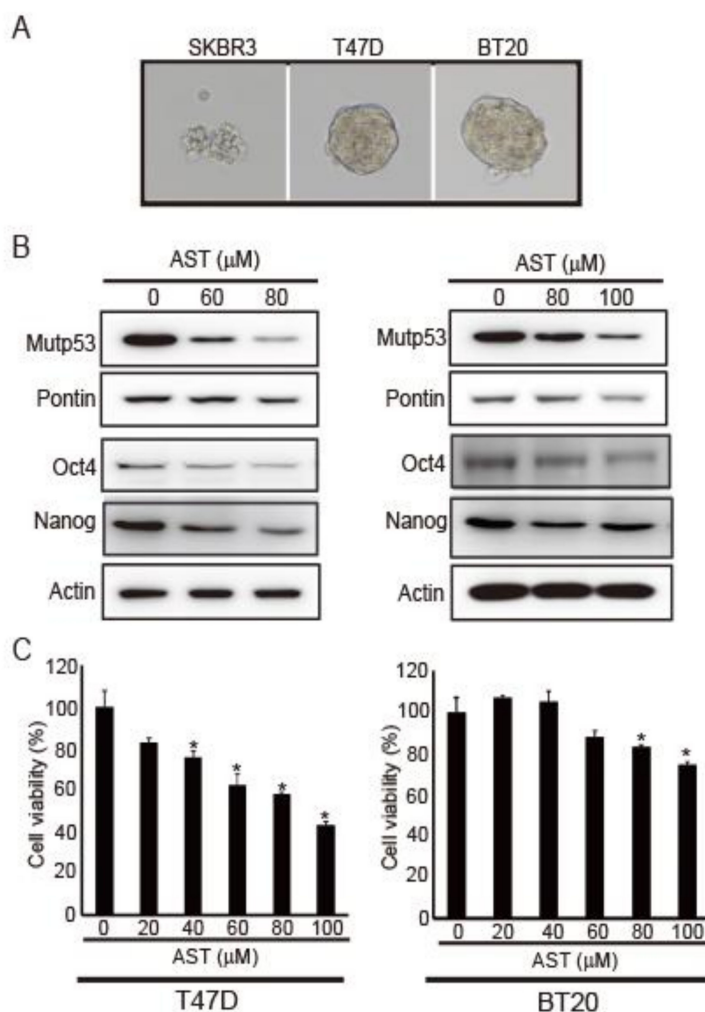 A
SKBR3 T47D BT20
B
AST (μM)
0 60 80
Mutp53
Pontin
Oct4
Nanog
Actin
AST (μM)
0 80 100
Mutp53
Pontin
Oct4
Nanog
Actin
C
Cell viability (%)
120
100
80
60
40
20
0
* * * *
0 20 40 60 80 100
AST (μM)
T47D
Cell viability (%)
120
100
80
60
40
20
0
* *
0 20 40 60 80 100
AST (μM)
BT20